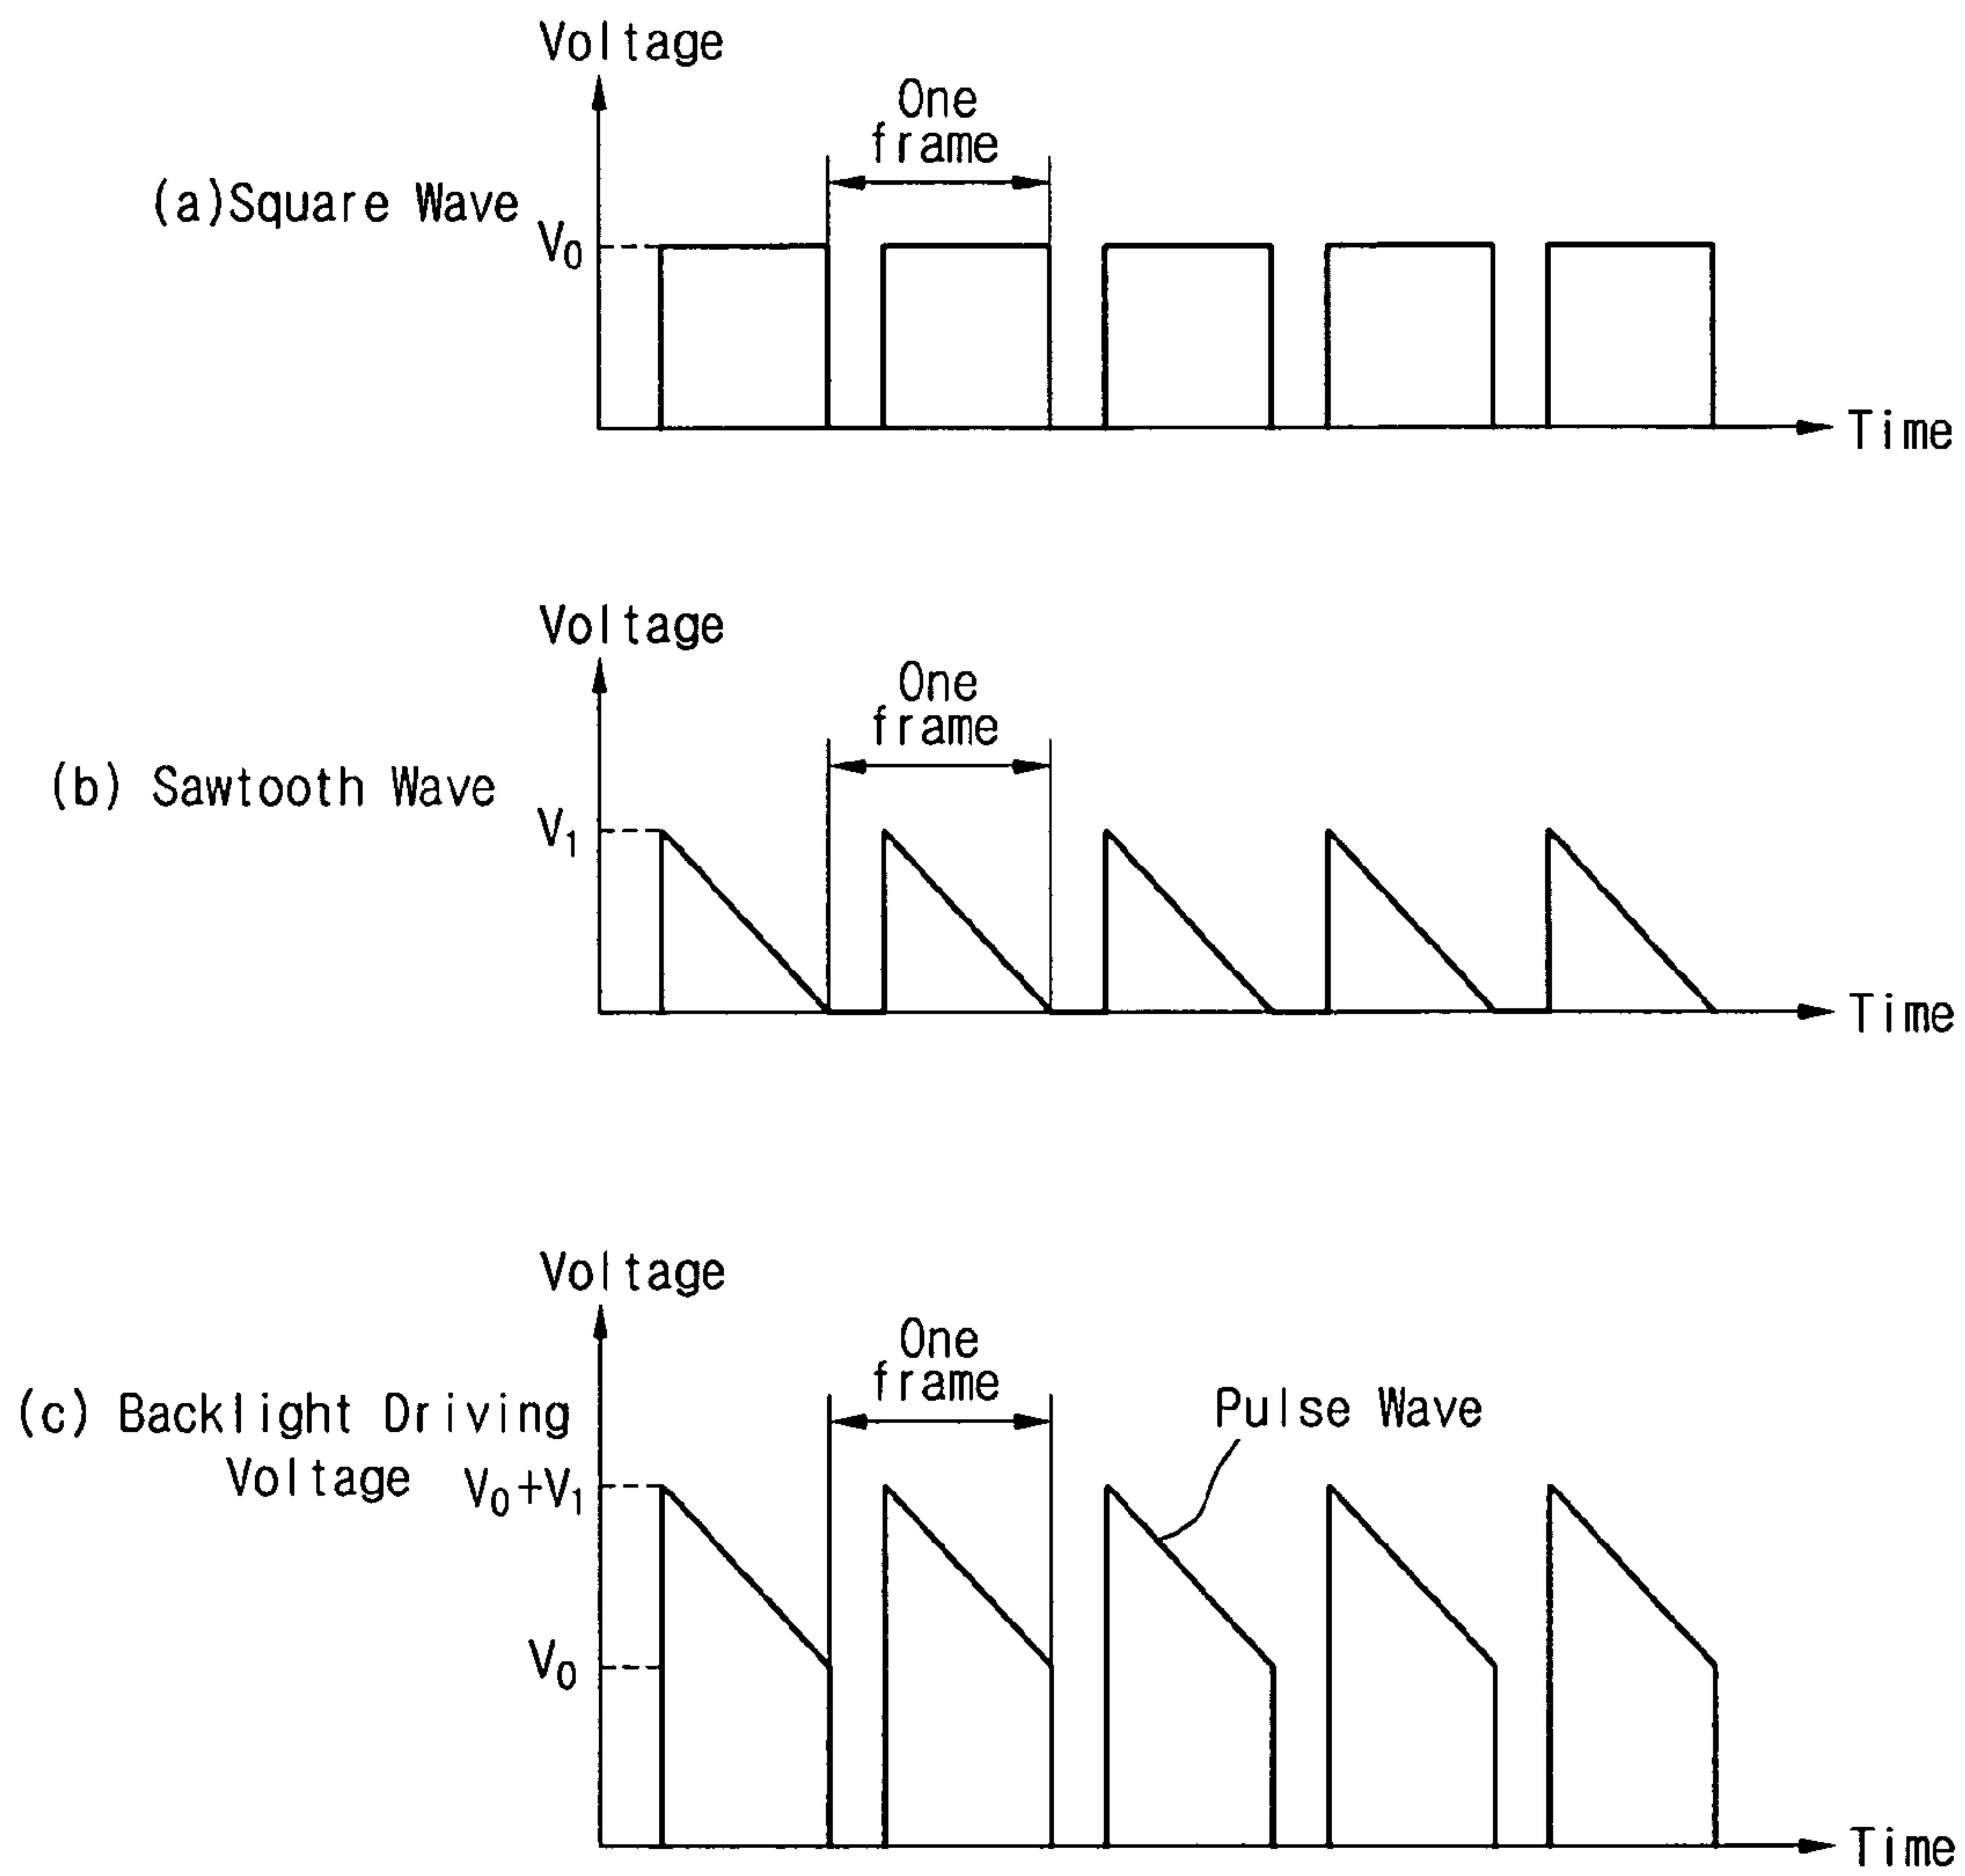 Voltage
One
frame
(a)Square Wave
V₀
Time
Voltage
One
frame
(b) Sawtooth Wave
V₁
Time
Voltage
One
frame
(c) Backlight Driving
Voltage
Pulse Wave
V₀+V₁
V₀
Time